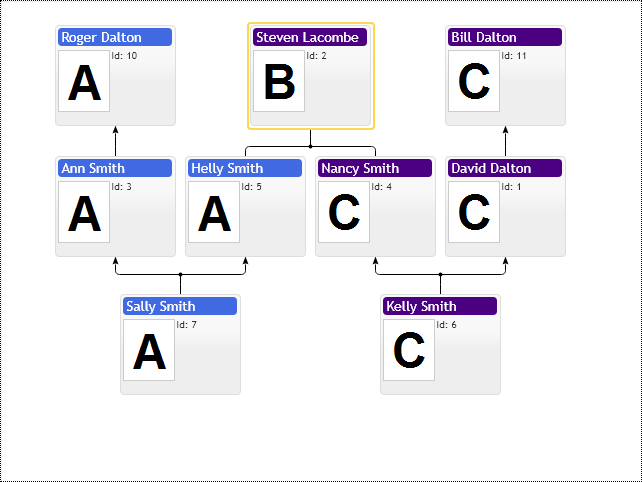 Roger Dalton
Id: 10
A
Steven Lacombe
Id: 2
B
Bill Dalton
Id: 11
C
Ann Smith
Id: 3
A
Helly Smith
Id: 5
A
Nancy Smith
Id: 4
C
David Dalton
Id: 1
C
Sally Smith
Id: 7
A
Kelly Smith
Id: 6
C